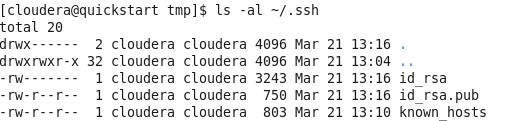 [cloudera@quickstart tmp]$ ls -al ~/.ssh
total 20
drwx------  2 cloudera cloudera 4096 Mar 21 13:16 .
drwxrwxr-x 32 cloudera cloudera 4096 Mar 21 13:04 ..
-rw-------  1 cloudera cloudera 3243 Mar 21 13:16 id_rsa
-rw-r--r--  1 cloudera cloudera  750 Mar 21 13:16 id_rsa.pub
-rw-r--r--  1 cloudera cloudera  803 Mar 21 13:10 known_hosts